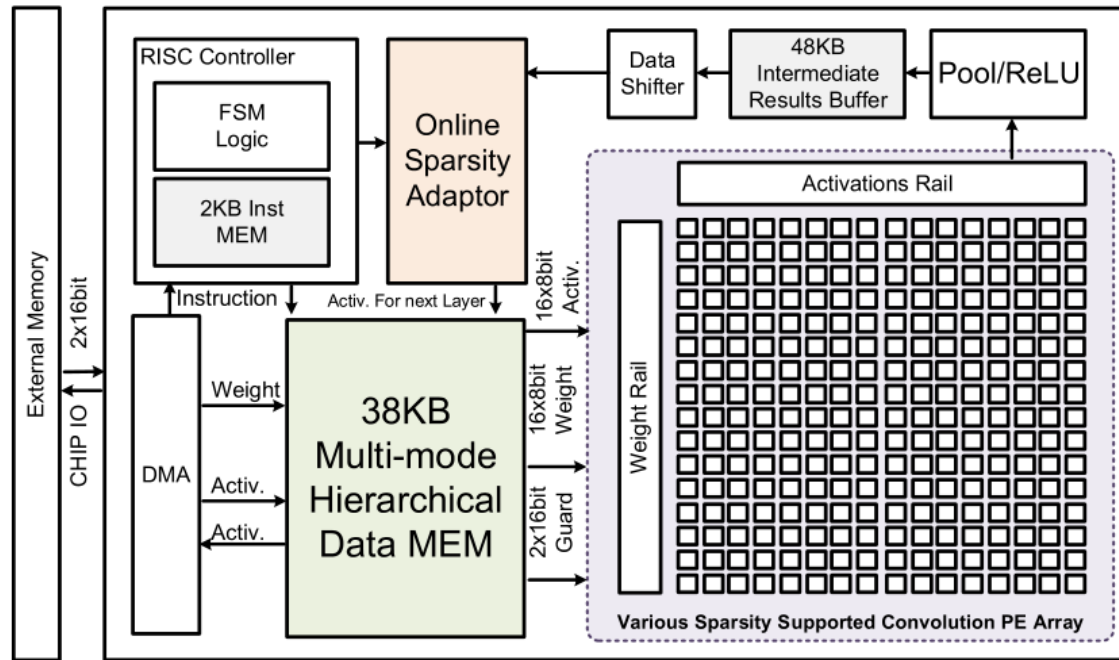 External Memory
2x16bit
CHIP IO
RISC Controller
FSM
Logic
2KB Inst
MEM
Instruction
Online
Sparsity
Adaptor
Activ. For next Layer
Data
Shifter
48KB
Intermediate
Results Buffer
Pool/ReLU
DMA
Weight
Activ.
Activ.
38KB
Multi-mode
Hierarchical
Data MEM
16x8bit
Activ.
16x8bit
Weight
2x16bit
Guard
Activations Rail
Weight Rail
Various Sparsity Supported Convolution PE Array